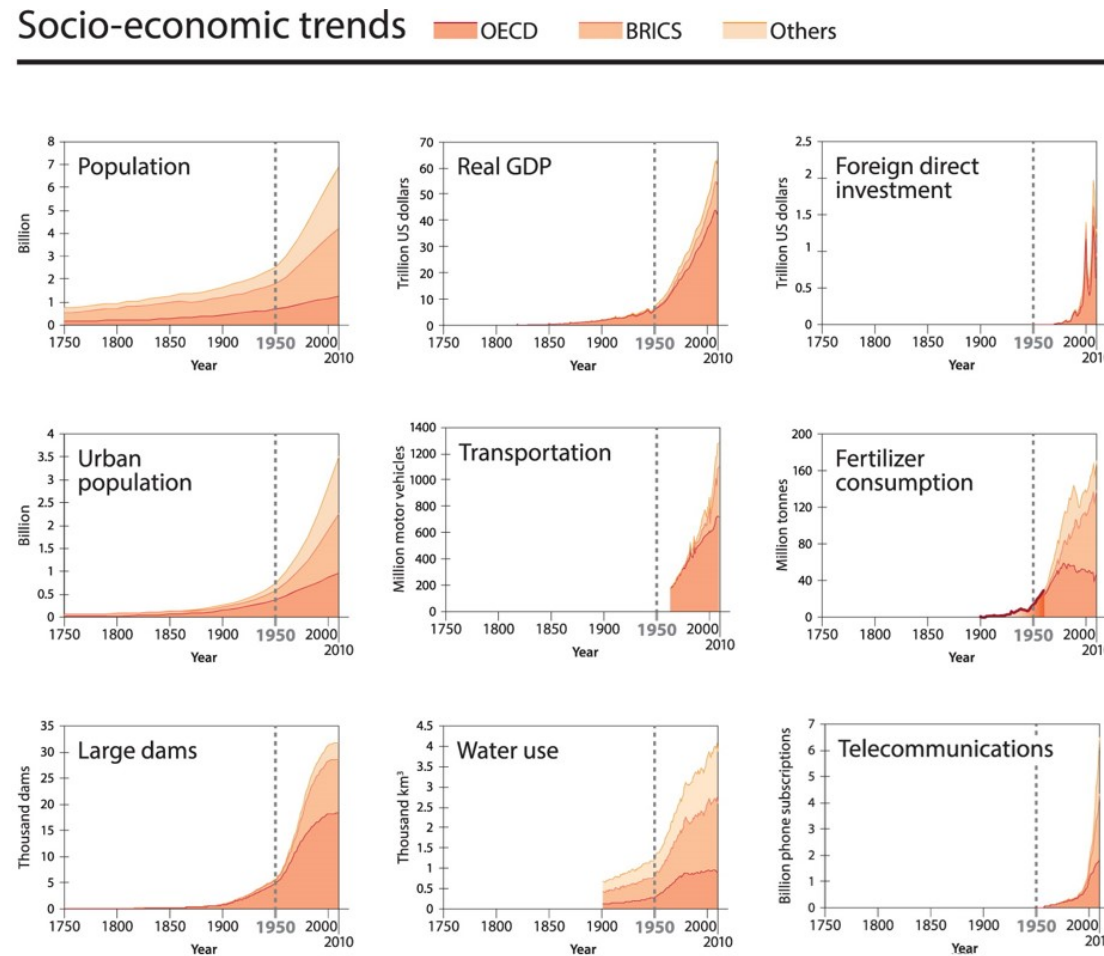 Socio-economic trends OECD BRICS Others
Population
Billion
8
7
6
5
4
3
2
1
0
1750 1800 1850 1900 1950 2000
2010
Year
Real GDP
Trillion US dollars
70
60
50
40
30
20
10
0
1750 1800 1850 1900 1950 2000
2010
Year
Foreign direct
investment
Trillion US dollars
2.5
2
1.5
1
0.5
0
1750 1800 1850 1900 1950 2000
2010
Year
Urban
population
Billion
4
3.5
3
2.5
2
1.5
1
0.5
0
1750 1800 1850 1900 1950 2000
2010
Year
Transportation
Million motor vehicles
1400
1200
1000
800
600
400
200
0
1750 1800 1850 1900 1950 2000
2010
Year
Fertilizer
consumption
Million tonnes
200
160
120
80
40
0
1750 1800 1850 1900 1950 2000
2010
Year
Large dams
Thousand dams
35
30
25
20
15
10
5
0
1750 1800 1850 1900 1950 2000
2010
Year
Water use
Thousand km³
4.5
4
3.5
3
2.5
2
1.5
1
0.5
0
1750 1800 1850 1900 1950 2000
2010
Year
Telecommunications
Billion phone subscriptions
7
6
5
4
3
2
1
0
1750 1800 1850 1900 1950 2000
2010
Year